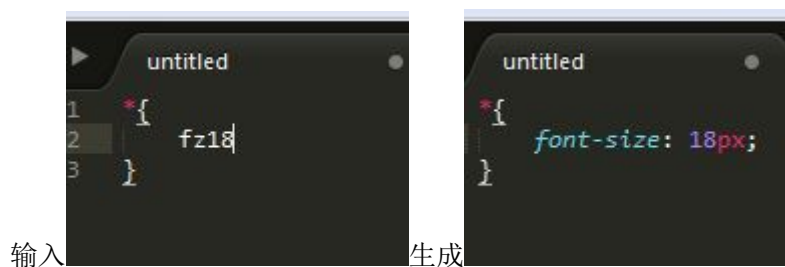 untitled
1 *{
2 fz18
3 }
untitled
*{
font-size: 18px;
}
输入
生成